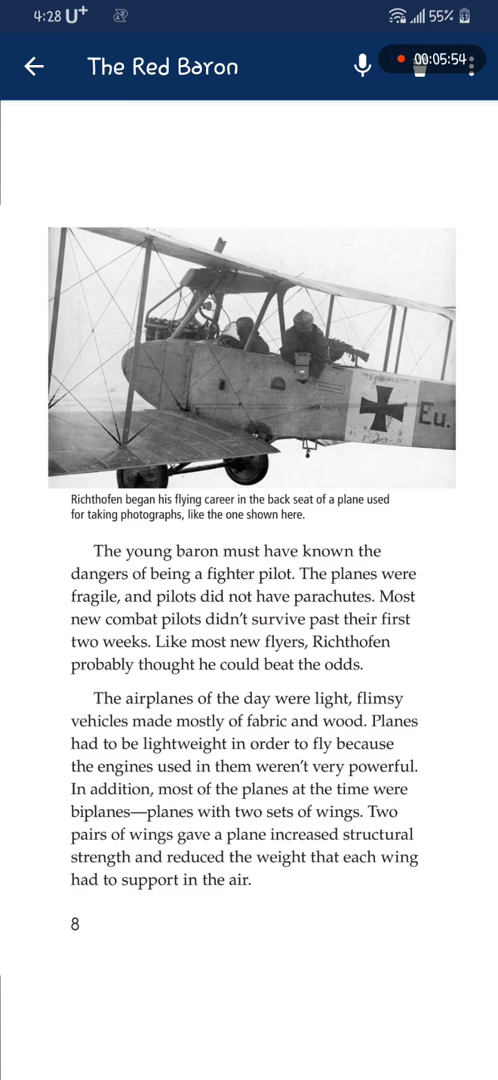 4:28 U+ 55%
The Red Baron
00:05:54
Eu.
Richthofen began his flying career in the back seat of a plane used
for taking photographs, like the one shown here.
The young baron must have known the
dangers of being a fighter pilot. The planes were
fragile, and pilots did not have parachutes. Most
new combat pilots didn't survive past their first
two weeks. Like most new flyers, Richthofen
probably thought he could beat the odds.
The airplanes of the day were light, flimsy
vehicles made mostly of fabric and wood. Planes
had to be lightweight in order to fly because
the engines used in them weren't very powerful.
In addition, most of the planes at the time were
biplanes—planes with two sets of wings. Two
pairs of wings gave a plane increased structural
strength and reduced the weight that each wing
had to support in the air.
8